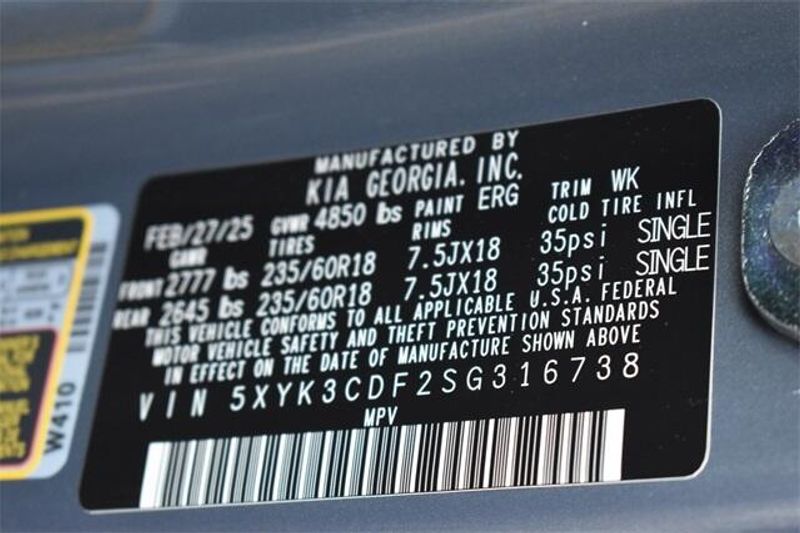 MANUFACTURED BY
KIA GEORGIA. INC.
FEB/27/25 GVWR 4850 lbs PAINT ERG TRIM WK
GAWR TIRES RIMS COLD TIRE INFL
FRONT 2777 lbs 235/60R18 7.5JX18 35psi SINGLE
REAR 2645 lbs 235/60R18 7.5JX18 35psi SINGLE
THIS VEHICLE CONFORMS TO ALL APPLICABLE U.S.A. FEDERAL
MOTOR VEHICLE SAFETY AND THEFT PREVENTION STANDARDS
IN EFFECT ON THE DATE OF MANUFACTURE SHOWN ABOVE
VIN 5XYK3CDF2SG316738
MPV
W410